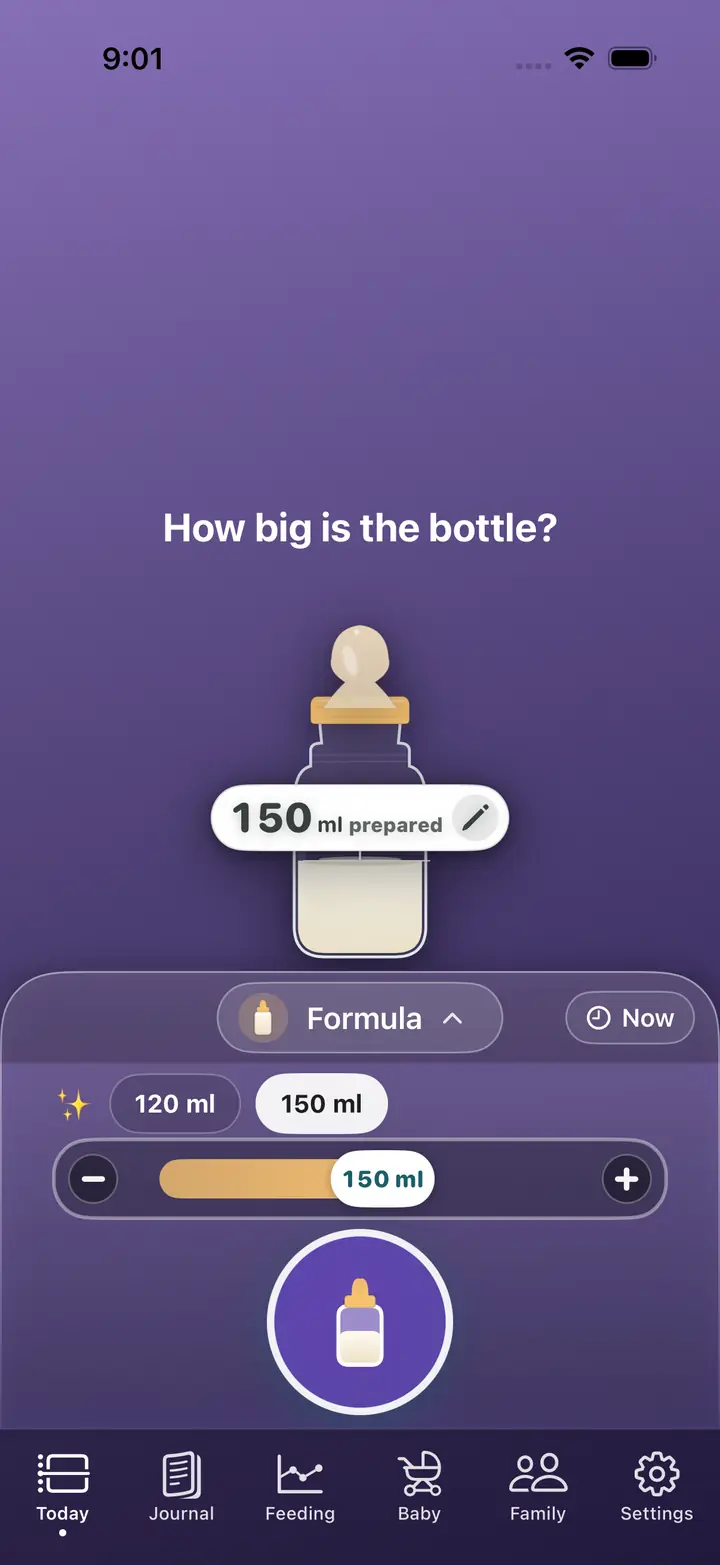 9:01
How big is the bottle?
150 ml prepared
Formula
Now
120 ml
150 ml
150 ml
Today
Journal
Feeding
Baby
Family
Settings